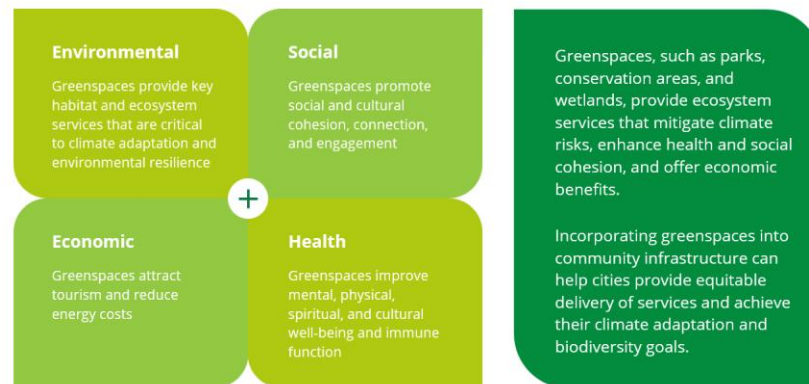 Environmental
Greenspaces provide key
habitat and ecosystem
services that are critical
to climate adaptation and
environmental resilience
Social
Greenspaces promote
social and cultural
cohesion, connection,
and engagement
Economic
Greenspaces attract
tourism and reduce
energy costs
Health
Greenspaces improve
mental, physical,
spiritual, and cultural
well-being and immune
function
Greenspaces, such as parks,
conservation areas, and
wetlands, provide ecosystem
services that mitigate climate
risks, enhance health and social
cohesion, and offer economic
benefits.
Incorporating greenspaces into
community infrastructure can
help cities provide equitable
delivery of services and achieve
their climate adaptation and
biodiversity goals.